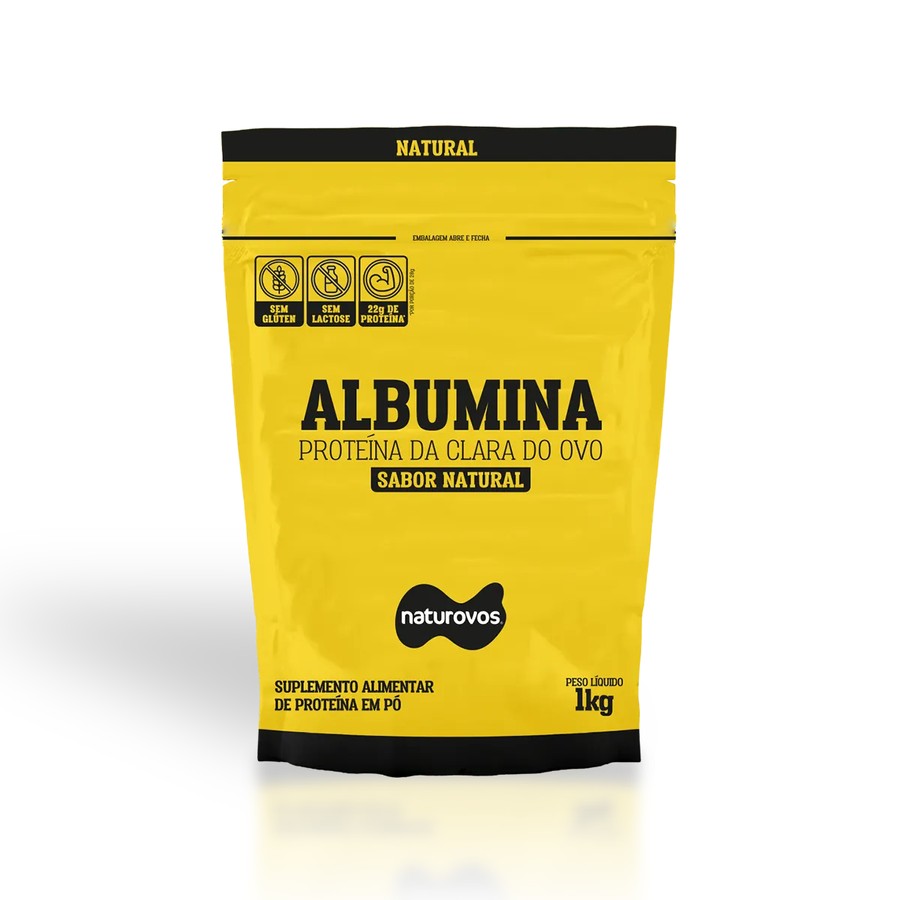 NATURAL
EMBALAGEM ABRE E FECHA
SEM
GLÚTEN
SEM
LACTOSE
22g DE
PROTEÍNA*
ALBUMINA
PROTEÍNA DA CLARA DO OVO
SABOR NATURAL
naturovos
SUPLEMENTO ALIMENTAR
DE PROTEÍNA EM PÓ
PESO LÍQUIDO
1kg